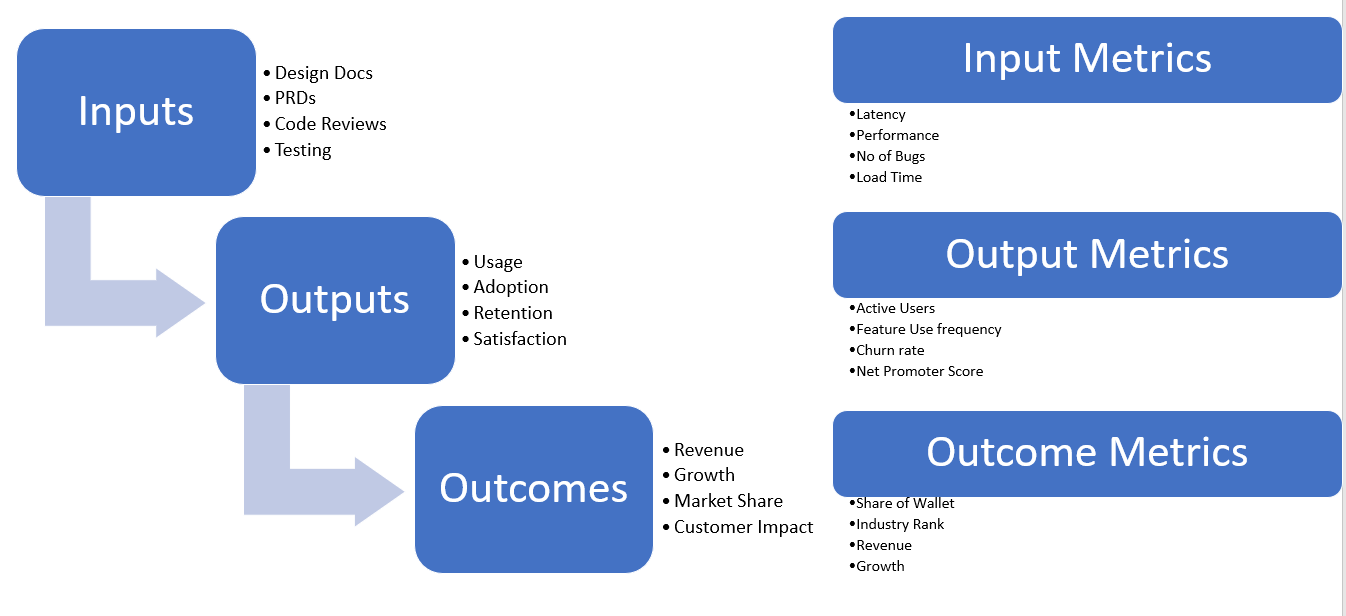 Inputs
• Design Docs
• PRDs
• Code Reviews
• Testing
Outputs
• Usage
• Adoption
• Retention
• Satisfaction
Outcomes
• Revenue
• Growth
• Market Share
• Customer Impact
Input Metrics
•Latency
•Performance
•No of Bugs
•Load Time
Output Metrics
•Active Users
•Feature Use frequency
•Churn rate
•Net Promoter Score
Outcome Metrics
•Share of Wallet
•Industry Rank
•Revenue
•Growth